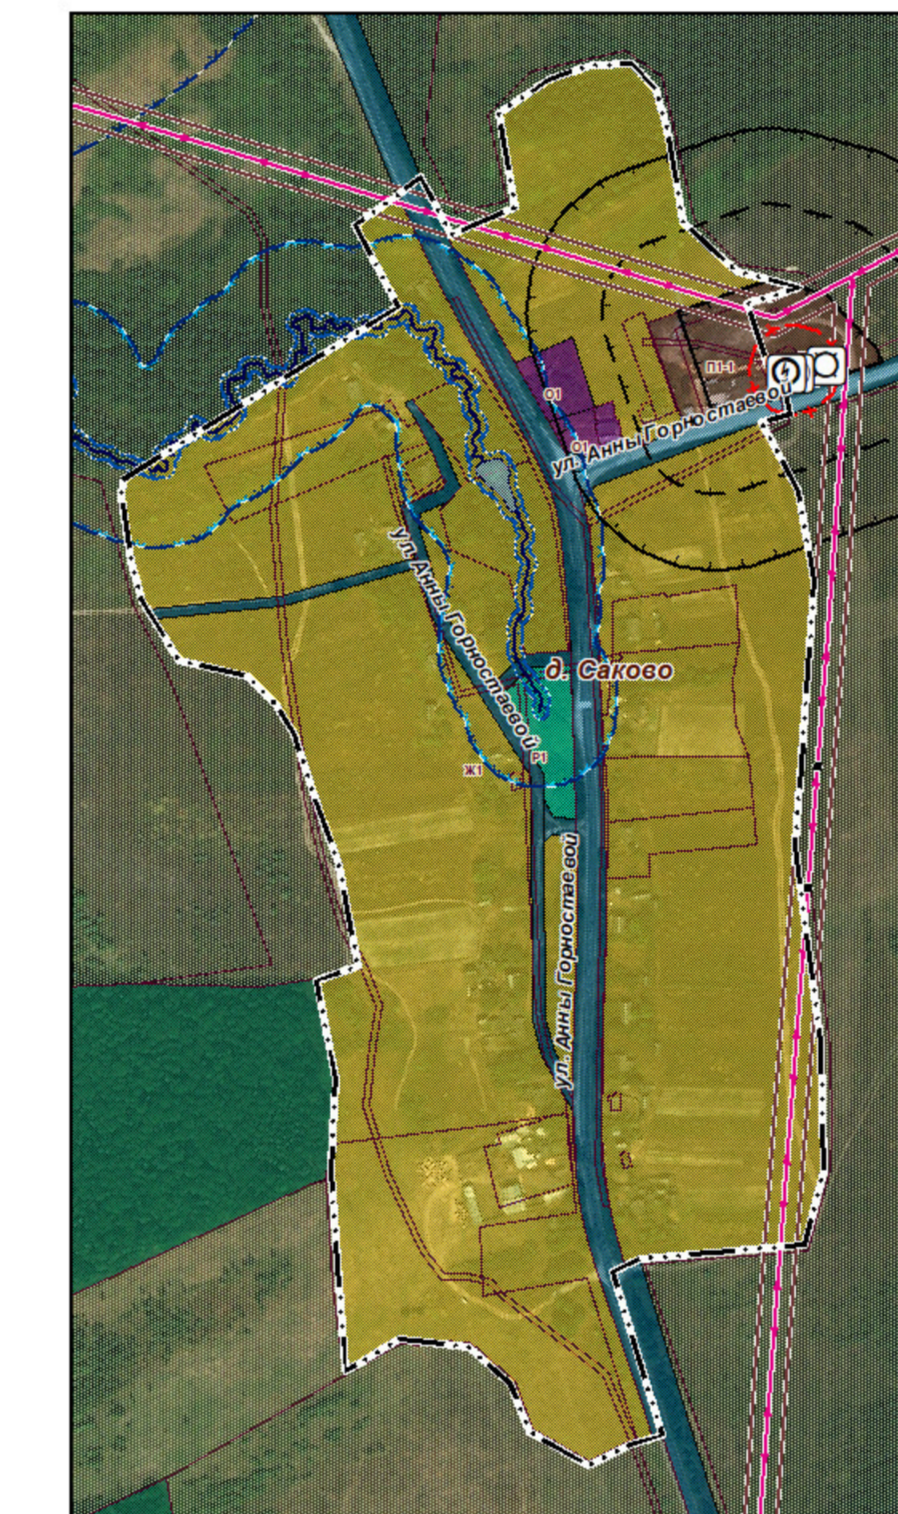 П1-1
О1
О1
ул. Анны Горностаевой
ул. Анны Горностаевой
д. Саково
Р1
Ж1
ул. Анны Горностаевой